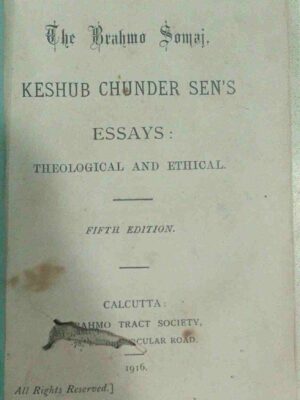 The Brahmo Somaj.
KESHUB CHUNDER SEN'S
ESSAYS:
THEOLOGICAL AND ETHICAL.
FIFTH EDITION.
CALCUTTA:
RAHMO TRACT SOCIETY,
CULAR ROAD.
1916.
All Rights Reserved.]